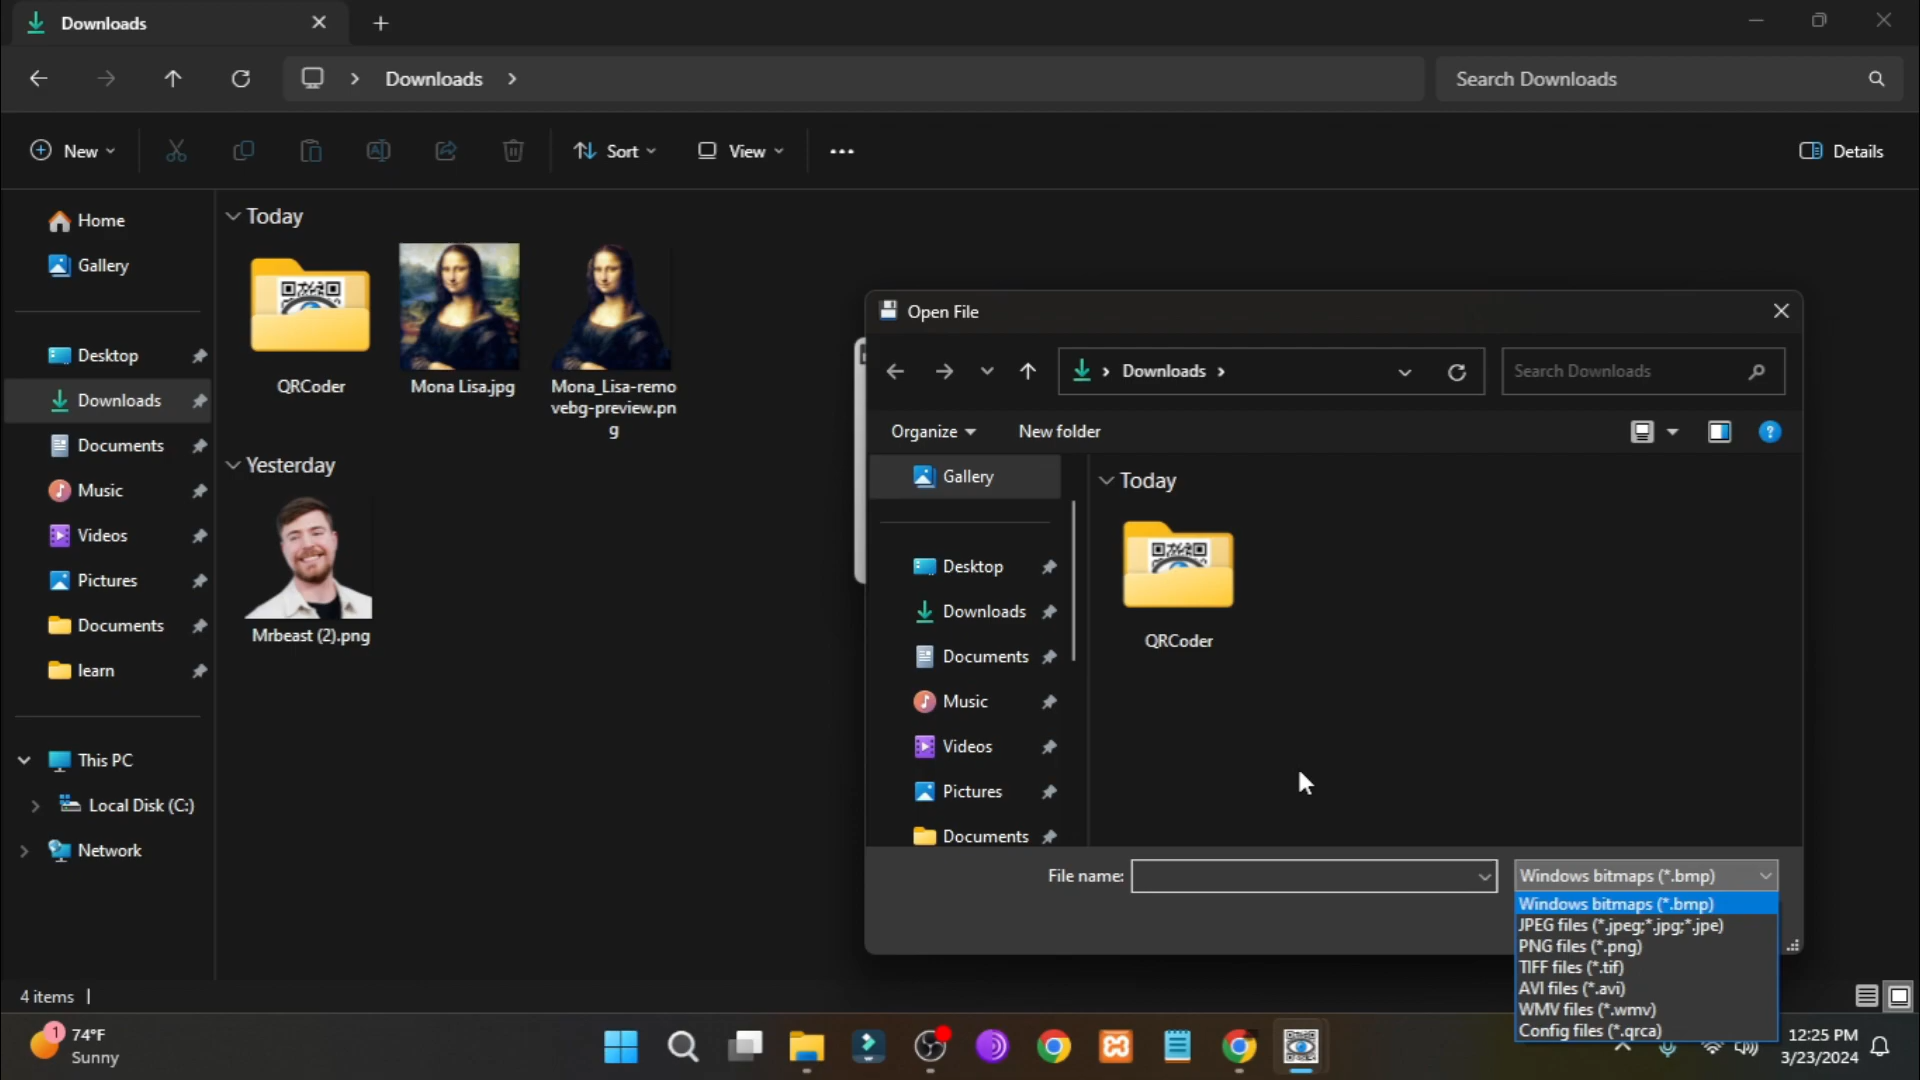 Downloads
Downloads
Search Downloads
New
Sort
View
Details
Home
Gallery
Desktop
Downloads
Documents
Music
Videos
Pictures
Documents
learn
This PC
Local Disk (C:)
Network
Today
QRCoder
Mona Lisa.jpg
Mona_Lisa-remo
vebg-preview.pn
g
Yesterday
Mrbeast (2).png
Open File
Downloads
Search Downloads
Organize
New folder
Gallery
Desktop
Downloads
Documents
Music
Videos
Pictures
Documents
Today
QRCoder
File name:
Windows bitmaps (*.bmp)
Windows bitmaps (*.bmp)
JPEG files (*.jpeg;*.jpg;*.jpe)
PNG files (*.png)
TIFF files (*.tif)
AVI files (*.avi)
WMV files (*.wmv)
Config files (*.qrca)
4 items
1
74°F
Sunny
12:25 PM
3/23/2024